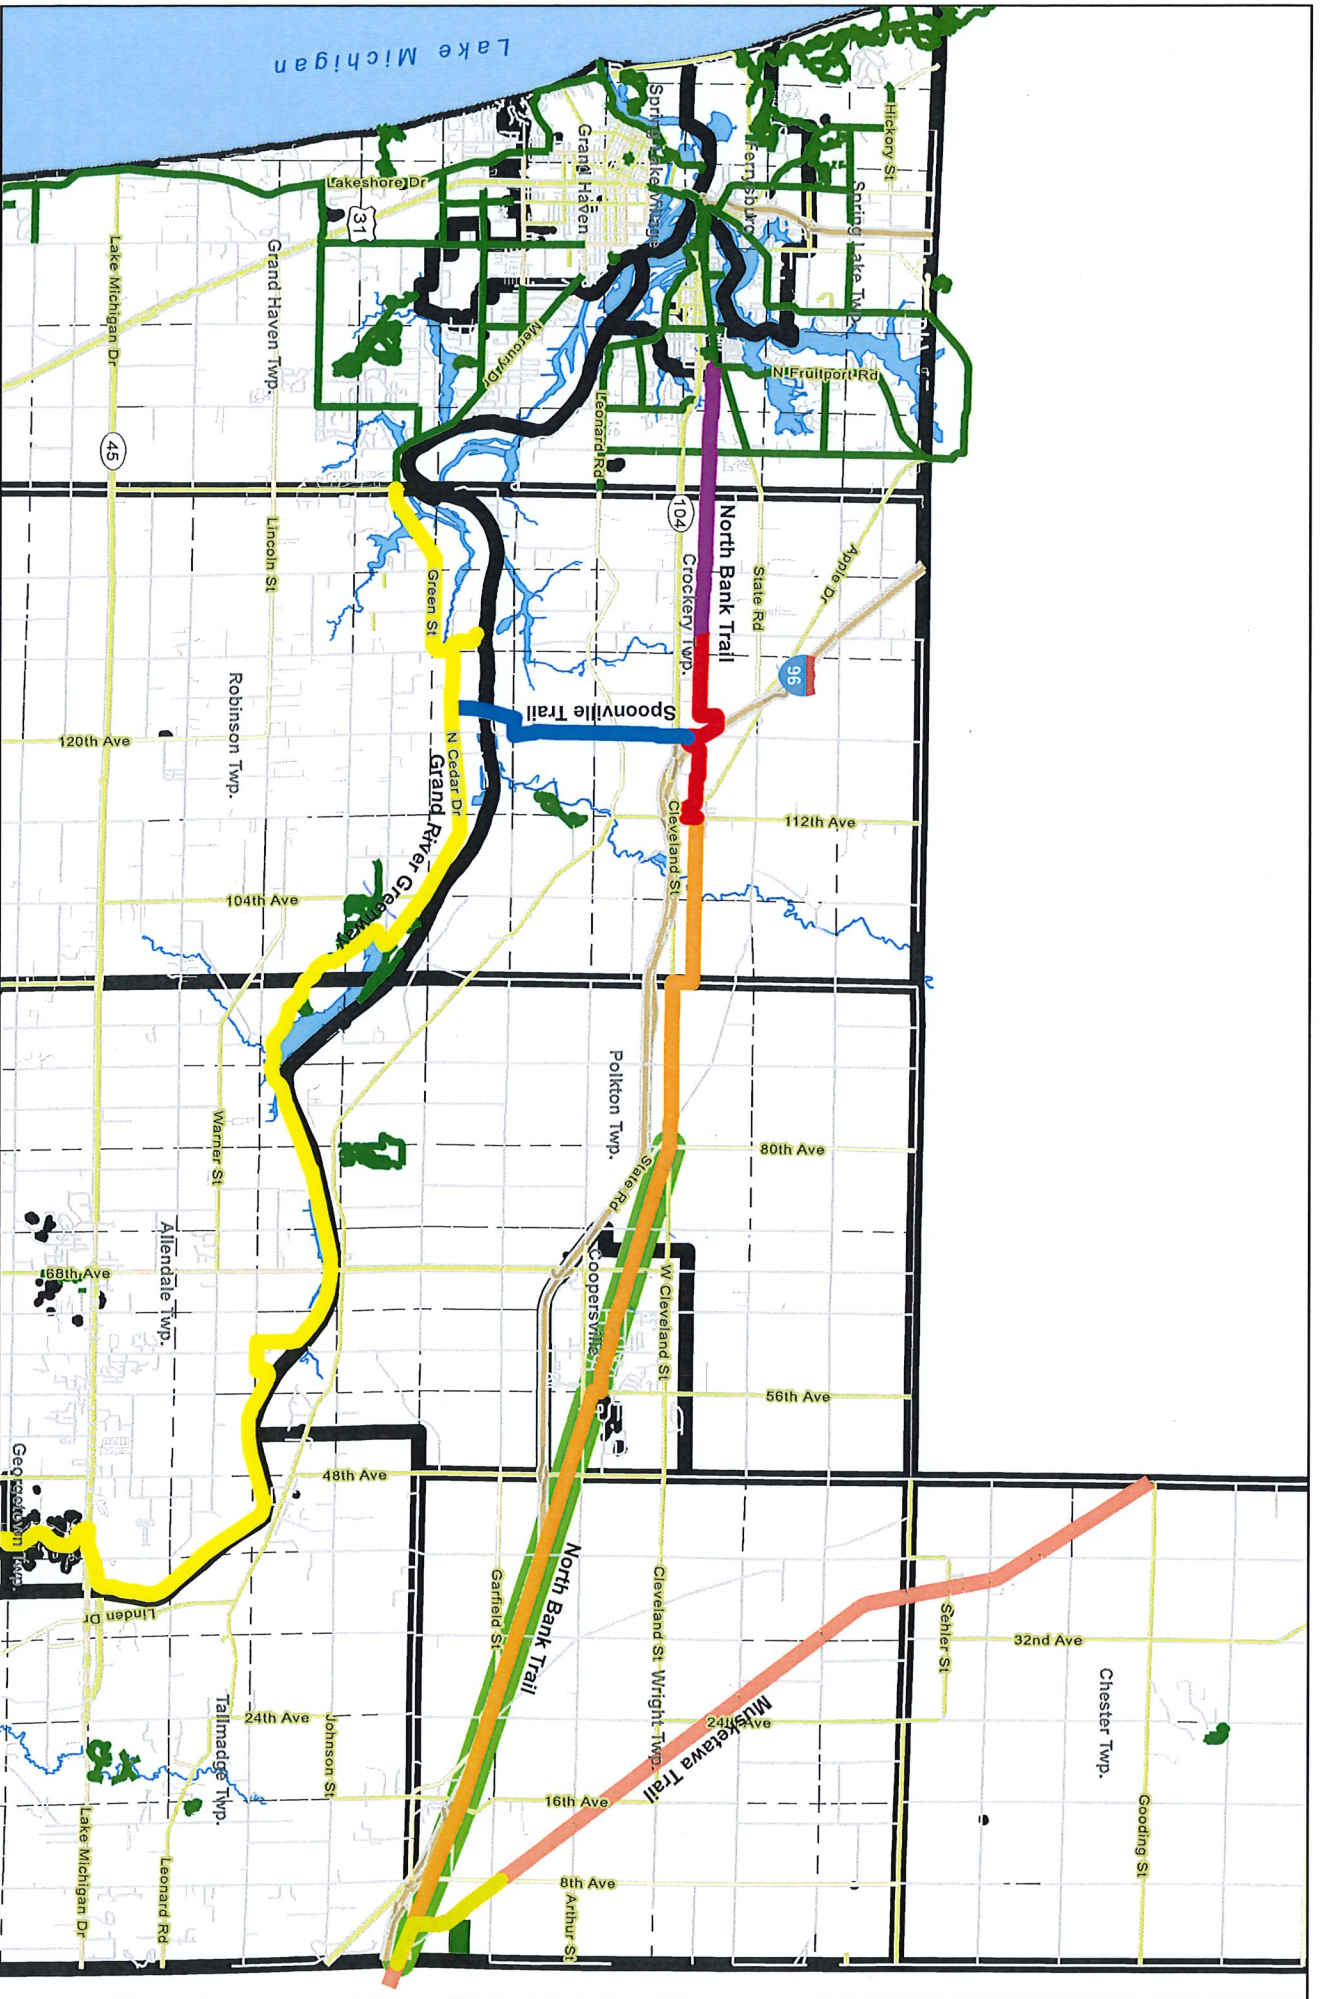 Lake Michigan
Hickory St
Spring Lake Twp.
Ferrysburg
Spring Lake Village
Grand Haven
Lakeshore Dr
31
Lake Michigan Dr
Grand Haven Twp.
Mercury Dr
N Fruitport Rd
Leonard Rd
45
104
North Bank Trail
Crockery Twp.
State Rd
Apple Dr
96
Lincoln St
Green St
Robinson Twp.
Spoonville Trail
120th Ave
N Cedar Dr
Grand River Greenway
Cleveland St
112th Ave
104th Ave
Polkton Twp.
Warner St
80th Ave
State Rd
Coopersville
W Cleveland St
68th Ave
Allendale Twp.
56th Ave
48th Ave
Georgetown Twp.
Linden Dr
North Bank Trail
Garfield St
Cleveland St
Wright Twp.
Sehler St
32nd Ave
Chester Twp.
24th Ave
Johnson St
Tallmadge Twp.
24th Ave
Musketawa Trail
16th Ave
Gooding St
Lake Michigan Dr
Leonard Rd
8th Ave
Arthur St